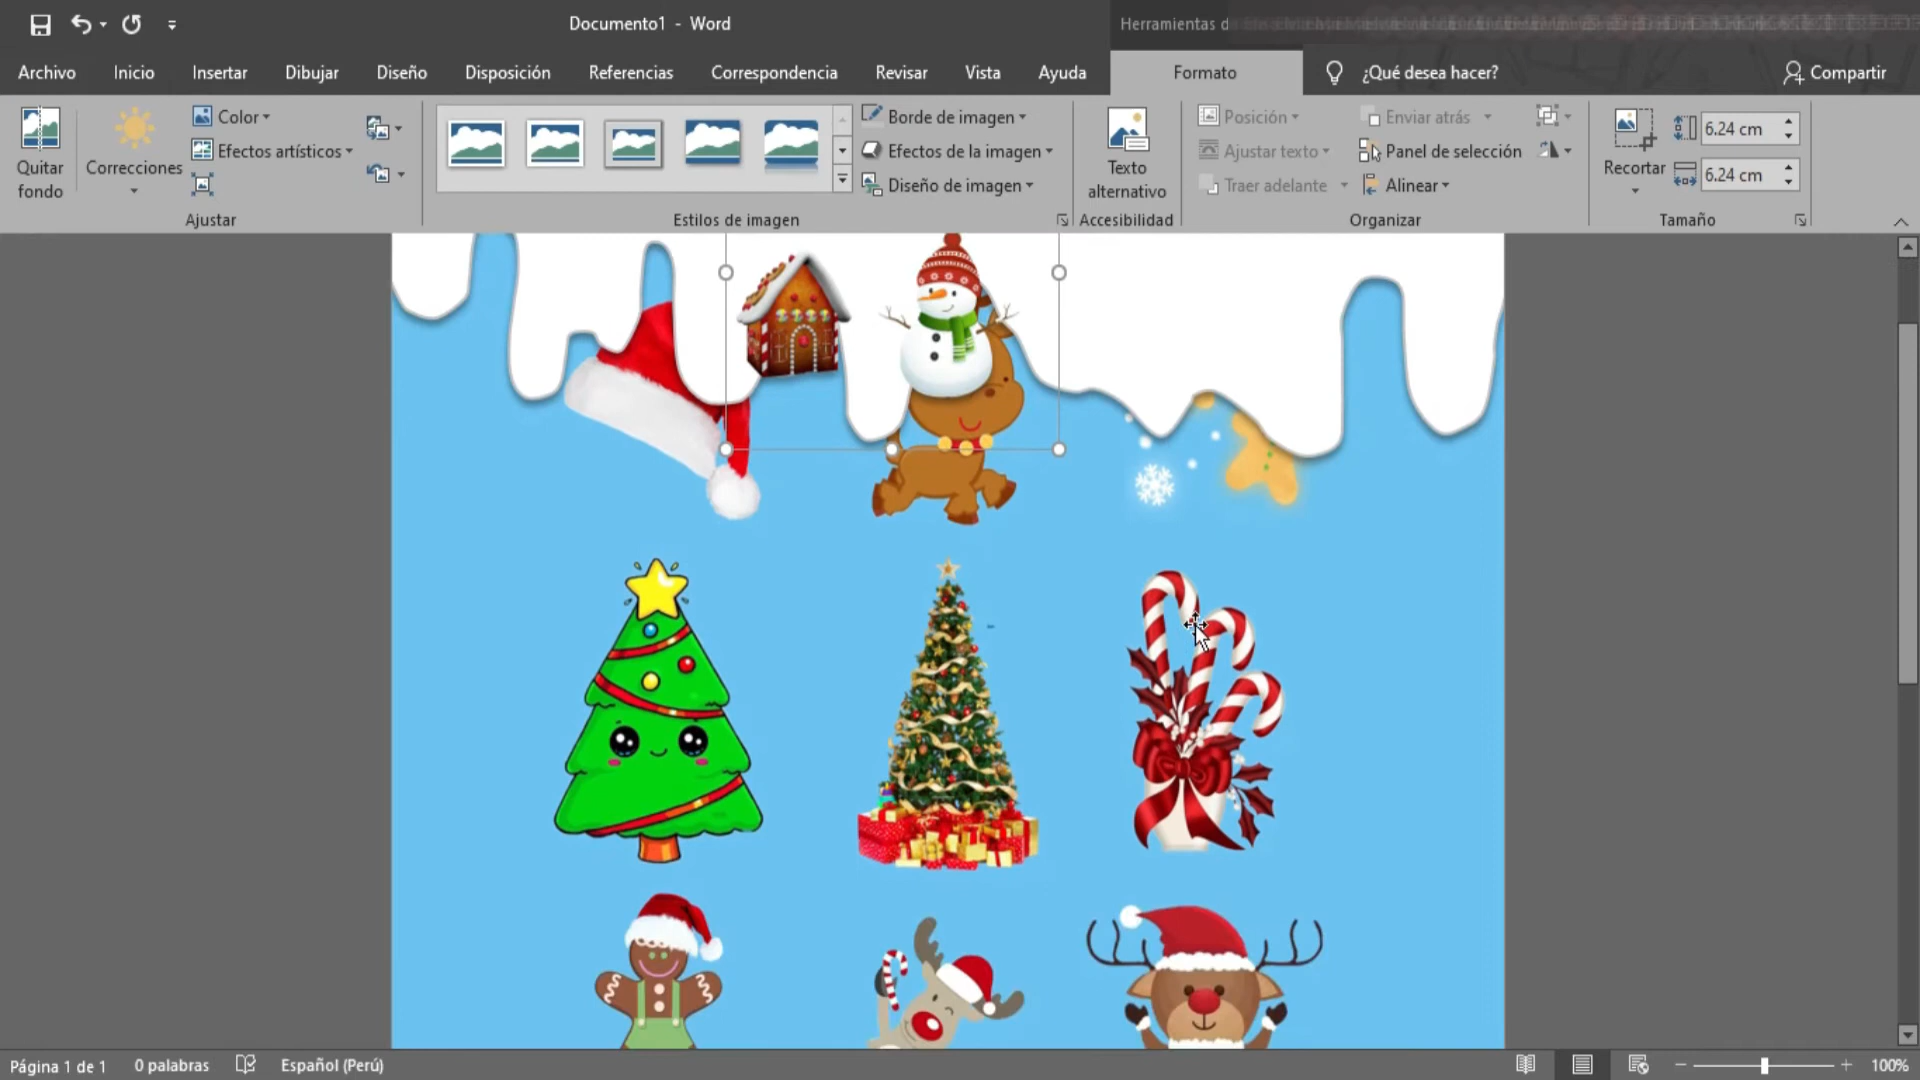 Documento1 - Word
Herramientas d
Archivo Inicio Insertar Dibujar Diseño Disposición Referencias Correspondencia Revisar Vista Ayuda Formato ¿Qué desea hacer? Compartir
Quitar fondo
Correcciones
Color
Efectos artísticos
Ajustar
Borde de imagen
Efectos de la imagen
Diseño de imagen
Estilos de imagen
Texto alternativo
Accesibilidad
Posición
Ajustar texto
Traer adelante
Enviar atrás
Panel de selección
Alinear
Organizar
Recortar
6.24 cm
6.24 cm
Tamaño
Página 1 de 1 0 palabras Español (Perú) 100%